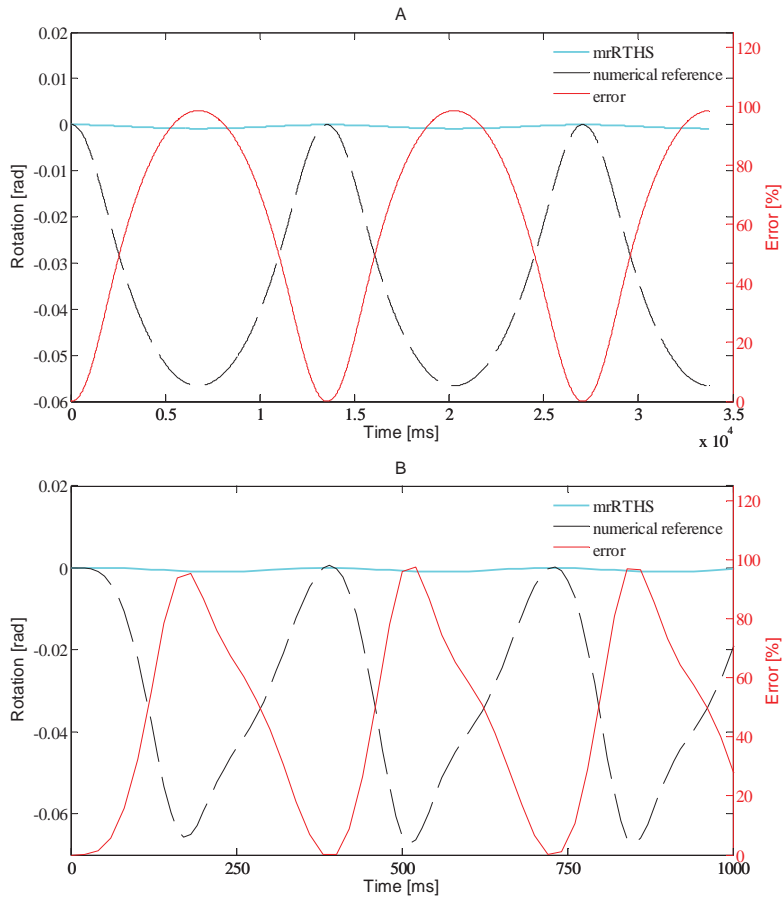 A
0.02
0.01
0
-0.01
-0.02
-0.03
-0.04
-0.05
-0.06
Rotation [rad]
mrRTHS
numerical reference
error
120
100
80
60
40
20
0
Error [%]
0
0.5
1
1.5
2
2.5
3
3.5
x 10^4
Time [ms]
B
0.02
0
-0.02
-0.04
-0.06
Rotation [rad]
mrRTHS
numerical reference
error
120
100
80
60
40
20
0
Error [%]
0
250
500
750
1000
Time [ms]